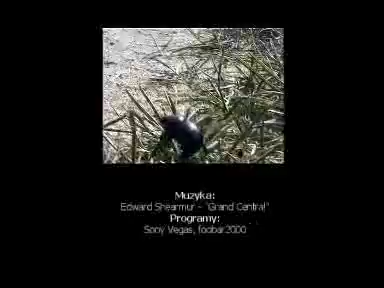 Muzyka:
Edward Shearmur - "Grand Central"
Programy:
Sony Vegas, foobar2000